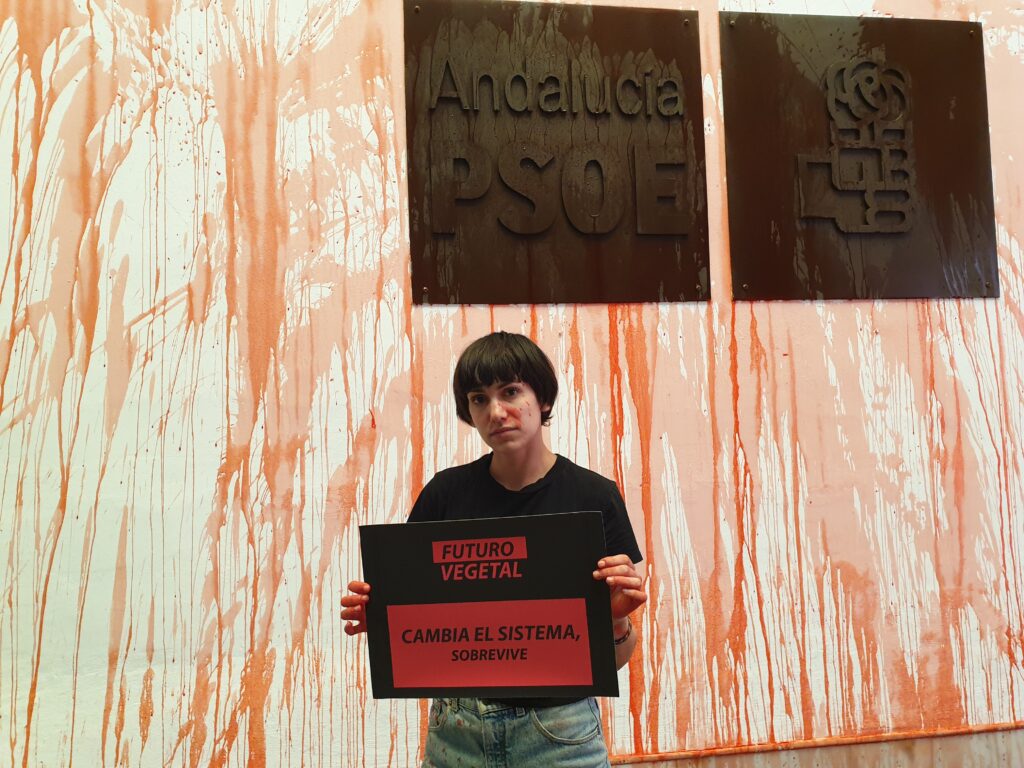 Andalucía
PSOE
FUTURO
VEGETAL
CAMBIA EL SISTEMA,
SOBREVIVE